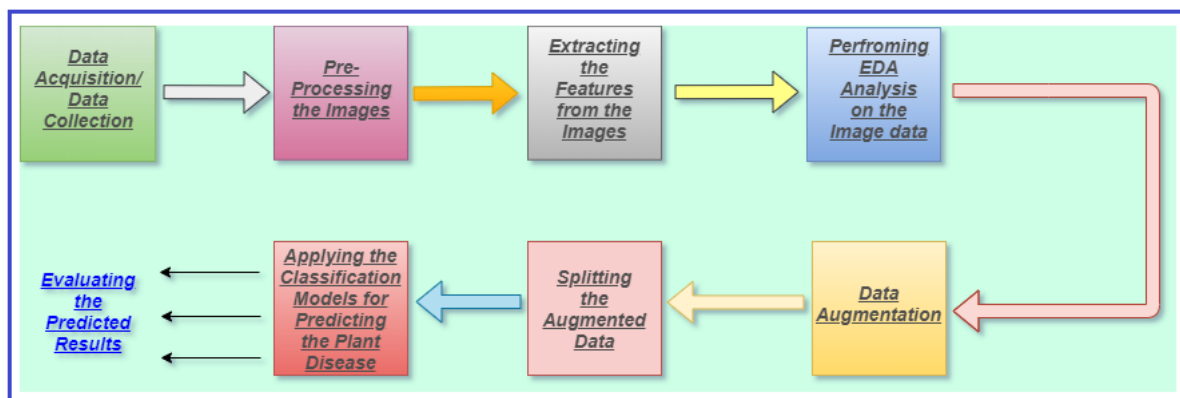 Data
Acquisition/
Data
Collection
Pre-
Processing
the Images
Extracting
the
Features
from the
Images
Perfroming
EDA
Analysis
on the
Image data
Data
Augmentation
Splitting
the
Augmented
Data
Applying the
Classification
Models for
Predicting
the Plant
Disease
Evaluating
the
Predicted
Results